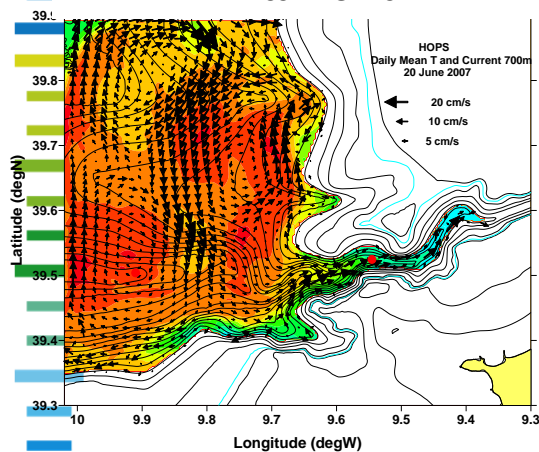 HOPS
Daily Mean T and Current 700m
20 June 2007
20 cm/s
10 cm/s
5 cm/s
39.8
39.7
39.6
39.5
39.4
39.3
Latitude (degN)
10 9.9 9.8 9.7 9.6 9.5 9.4 9.3
Longitude (degW)